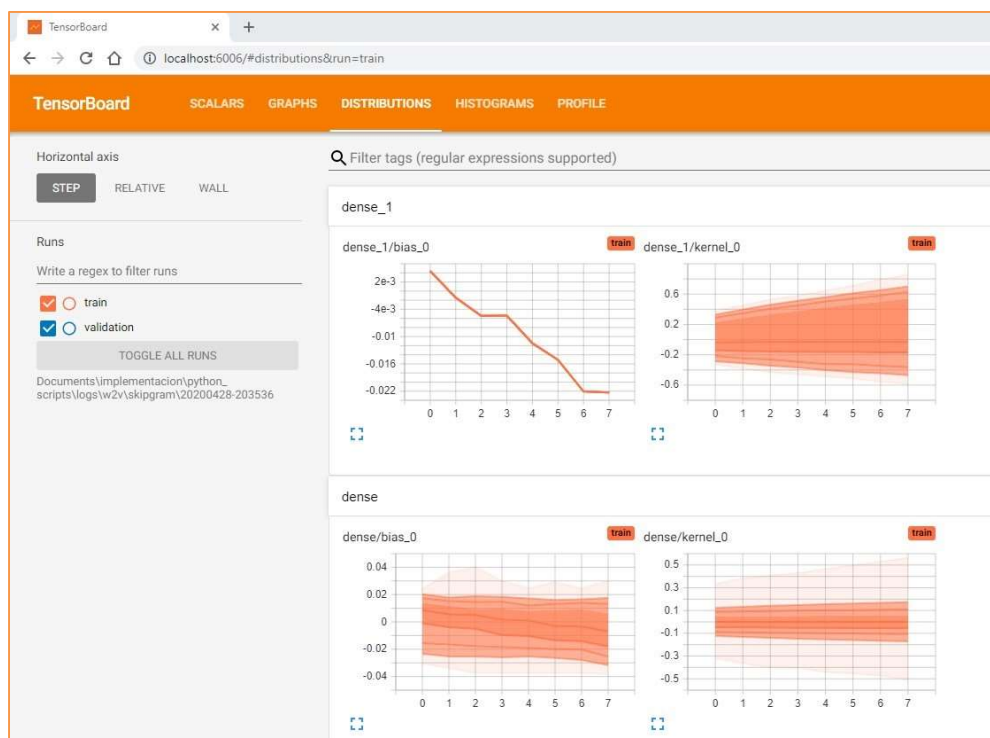 TensorBoard
localhost:6006/#distributions&run=train
TensorBoard SCALARS GRAPHS DISTRIBUTIONS HISTOGRAMS PROFILE
Horizontal axis
STEP RELATIVE WALL
Runs
Write a regex to filter runs
train
validation
TOGGLE ALL RUNS
Documents\implementacion\python_
scripts\logs\w2v\skipgram\20200428-203536
Filter tags (regular expressions supported)
dense_1
dense_1/bias_0 train
2e-3
-4e-3
-0.01
-0.016
-0.022
0 1 2 3 4 5 6 7
dense_1/kernel_0 train
0.6
0.2
-0.2
-0.6
0 1 2 3 4 5 6 7
dense
dense/bias_0 train
0.04
0.02
0
-0.02
-0.04
0 1 2 3 4 5 6 7
dense/kernel_0 train
0.5
0.3
0.1
-0.1
-0.3
-0.5
0 1 2 3 4 5 6 7